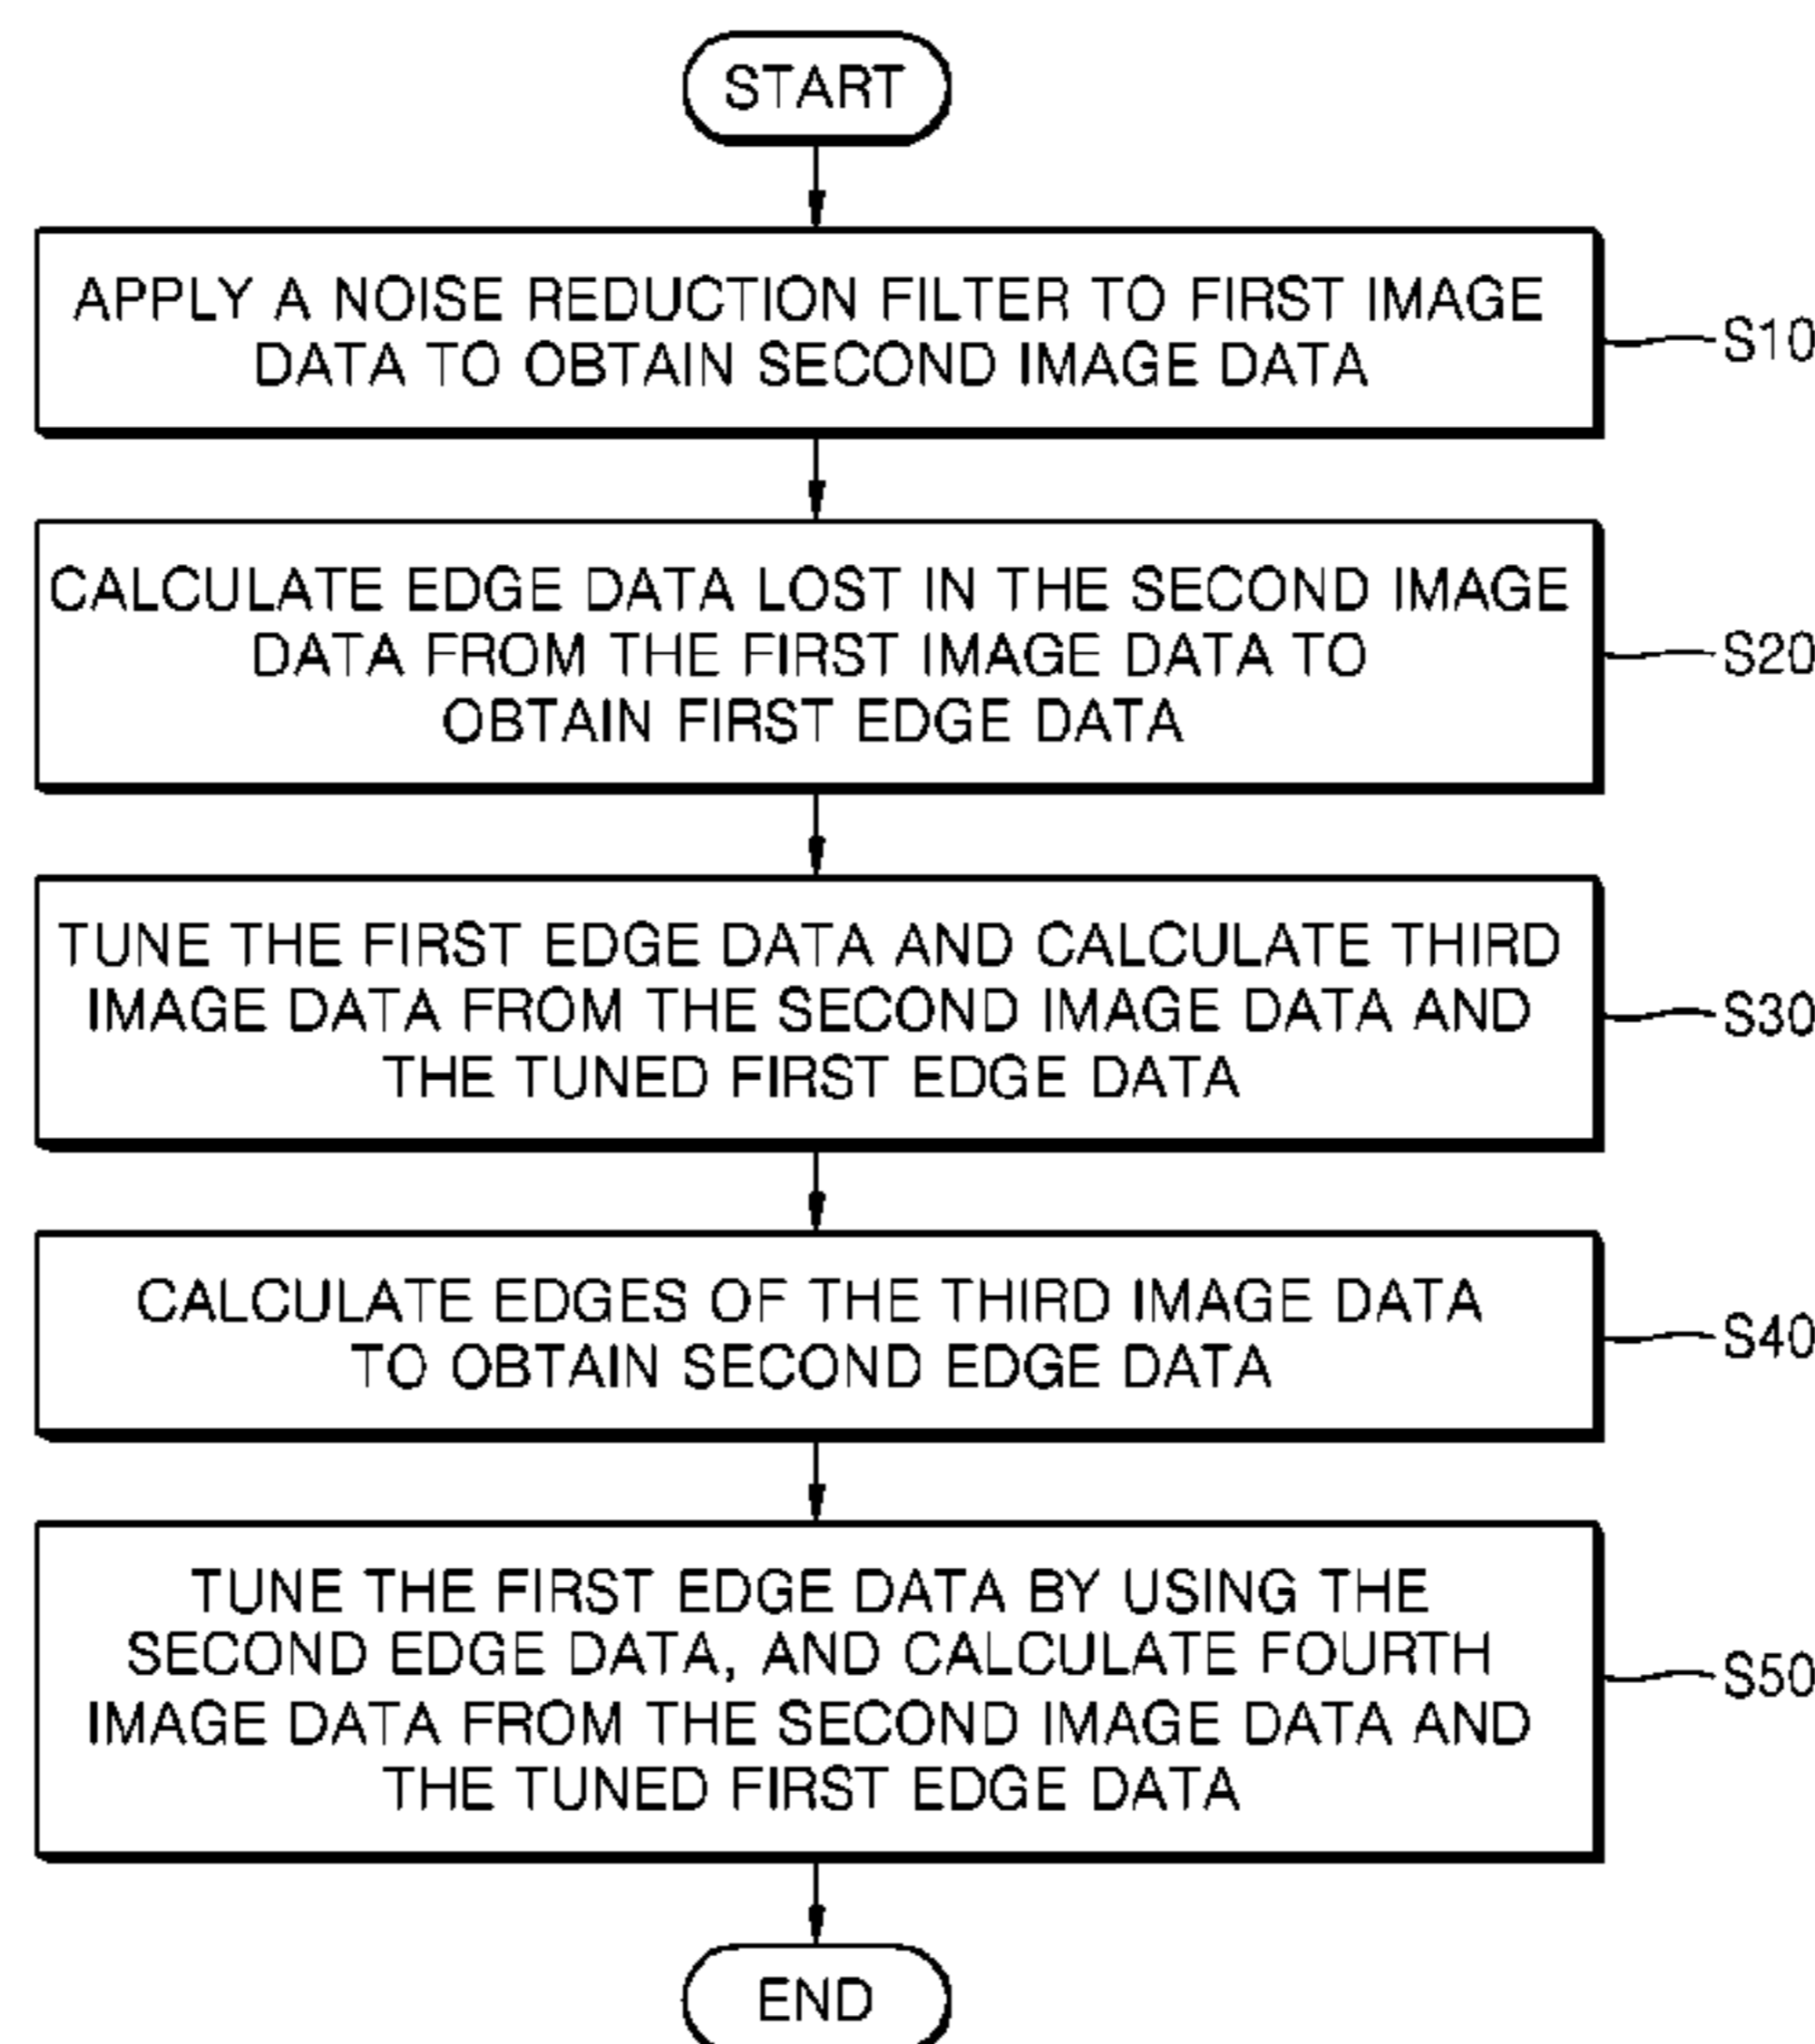 START
APPLY A NOISE REDUCTION FILTER TO FIRST IMAGE
DATA TO OBTAIN SECOND IMAGE DATA
S10
CALCULATE EDGE DATA LOST IN THE SECOND IMAGE
DATA FROM THE FIRST IMAGE DATA TO
OBTAIN FIRST EDGE DATA
S20
TUNE THE FIRST EDGE DATA AND CALCULATE THIRD
IMAGE DATA FROM THE SECOND IMAGE DATA AND
THE TUNED FIRST EDGE DATA
S30
CALCULATE EDGES OF THE THIRD IMAGE DATA
TO OBTAIN SECOND EDGE DATA
S40
TUNE THE FIRST EDGE DATA BY USING THE
SECOND EDGE DATA, AND CALCULATE FOURTH
IMAGE DATA FROM THE SECOND IMAGE DATA AND
THE TUNED FIRST EDGE DATA
S50
END